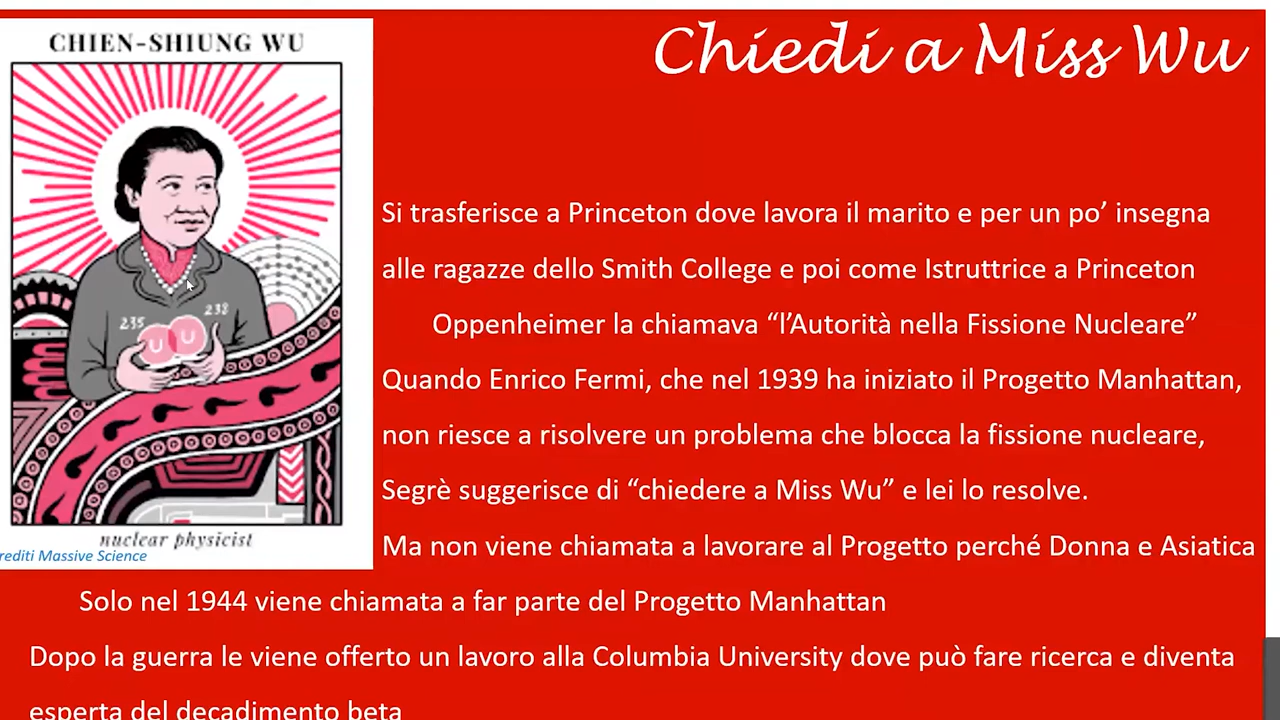 CHIEN-SHIUNG WU
Chiedi a Miss Wu
235
238
U
U
nuclear physicist
rediti Massive Science
Si trasferisce a Princeton dove lavora il marito e per un po’ insegna
alle ragazze dello Smith College e poi come Istruttrice a Princeton
Oppenheimer la chiamava “l’Autorità nella Fissione Nucleare”
Quando Enrico Fermi, che nel 1939 ha iniziato il Progetto Manhattan,
non riesce a risolvere un problema che blocca la fissione nucleare,
Segrè suggerisce di “chiedere a Miss Wu” e lei lo resolve.
Ma non viene chiamata a lavorare al Progetto perché Donna e Asiatica
Solo nel 1944 viene chiamata a far parte del Progetto Manhattan
Dopo la guerra le viene offerto un lavoro alla Columbia University dove può fare ricerca e diventa
esperta del decadimento beta